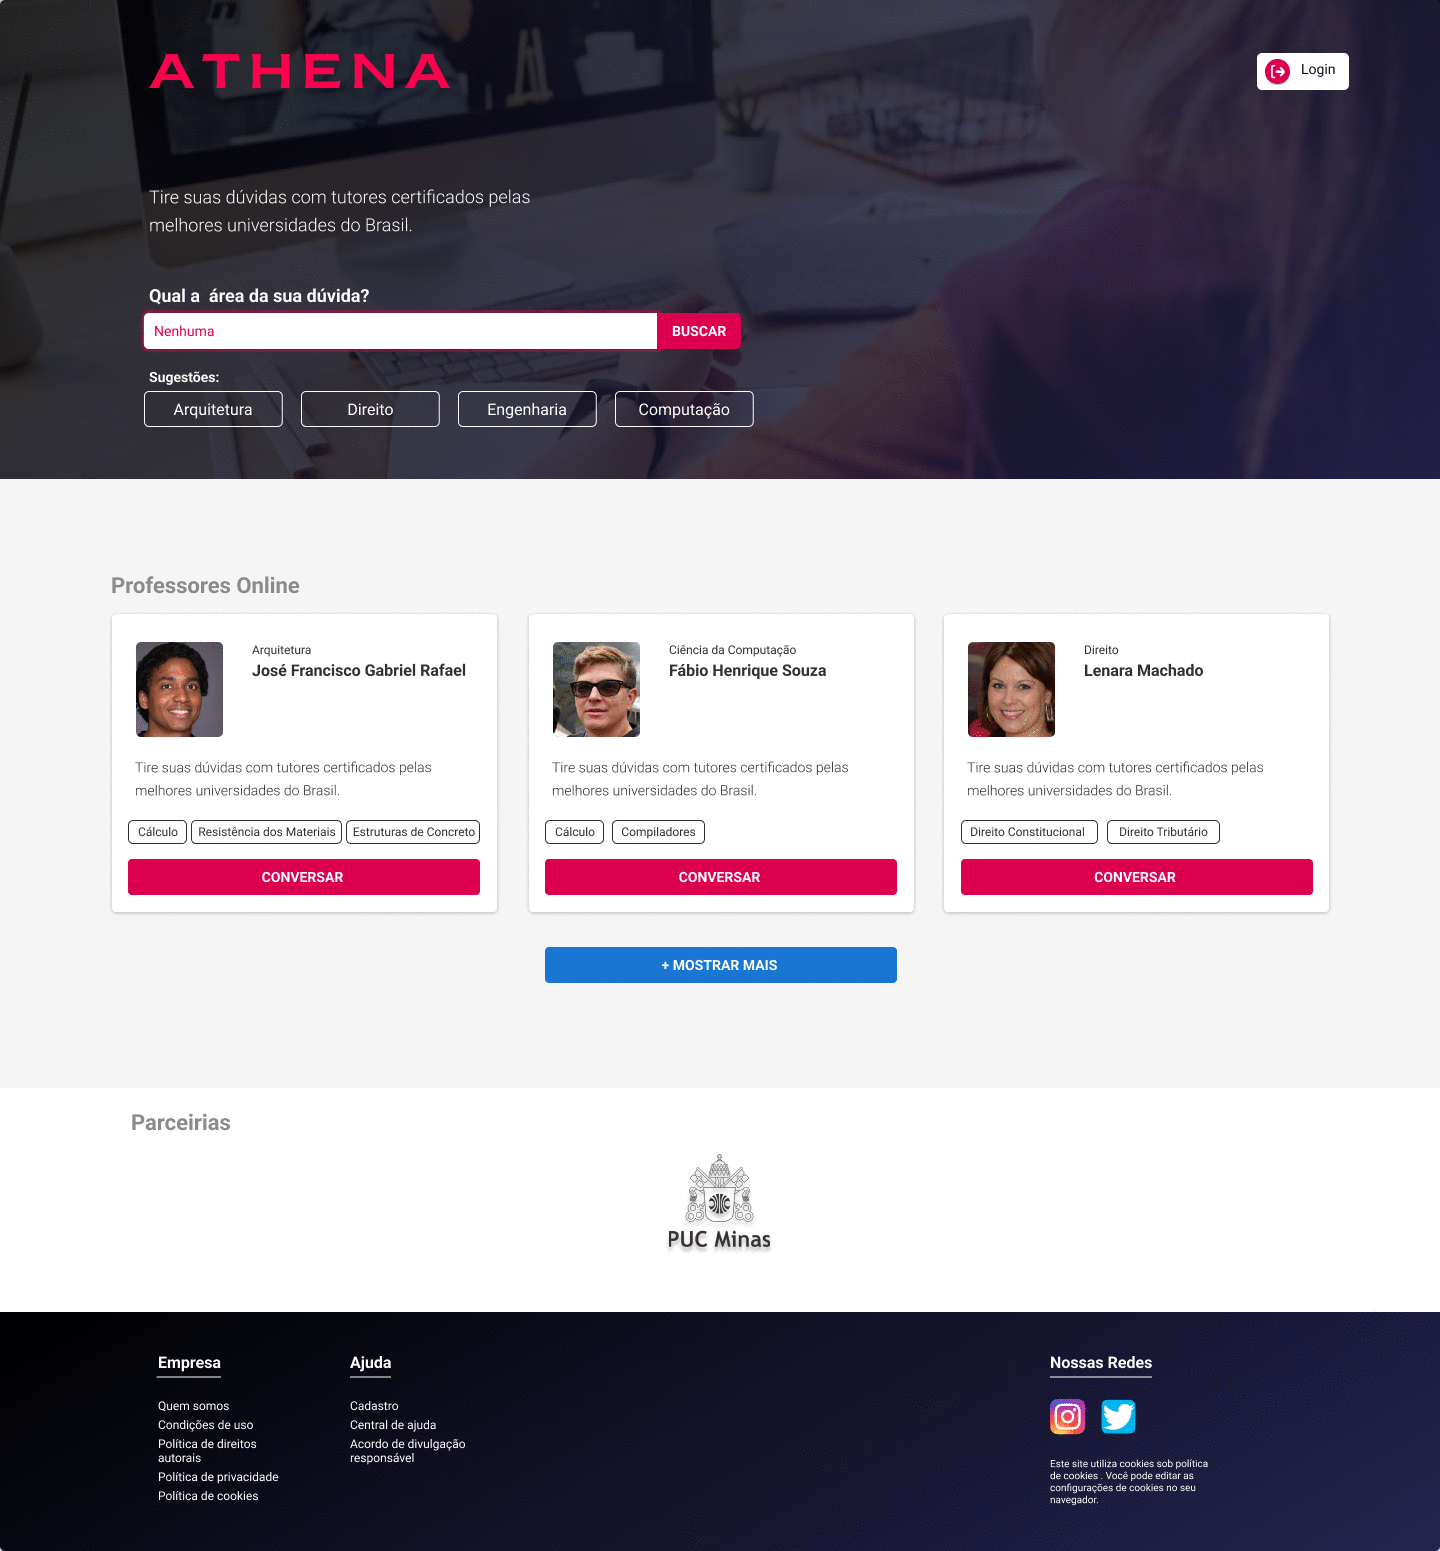 ATHENA
Login
Tire suas dúvidas com tutores certificados pelas
melhores universidades do Brasil.
Qual a  área da sua dúvida?
Nenhuma
BUSCAR
Sugestões:
Arquitetura
Direito
Engenharia
Computação
Professores Online
Arquitetura
José Francisco Gabriel Rafael
Tire suas dúvidas com tutores certificados pelas
melhores universidades do Brasil.
Cálculo
Resistência dos Materiais
Estruturas de Concreto
CONVERSAR
Ciência da Computação
Fábio Henrique Souza
Tire suas dúvidas com tutores certificados pelas
melhores universidades do Brasil.
Cálculo
Compiladores
CONVERSAR
Direito
Lenara Machado
Tire suas dúvidas com tutores certificados pelas
melhores universidades do Brasil.
Direito Constitucional
Direito Tributário
CONVERSAR
+ MOSTRAR MAIS
Parceirias
PUC Minas
Empresa
Quem somos
Condições de uso
Política de direitos
autorais
Política de privacidade
Política de cookies
Ajuda
Cadastro
Central de ajuda
Acordo de divulgação
responsável
Nossas Redes
Este site utiliza cookies sob política
de cookies . Você pode editar as
configurações de cookies no seu
navegador.